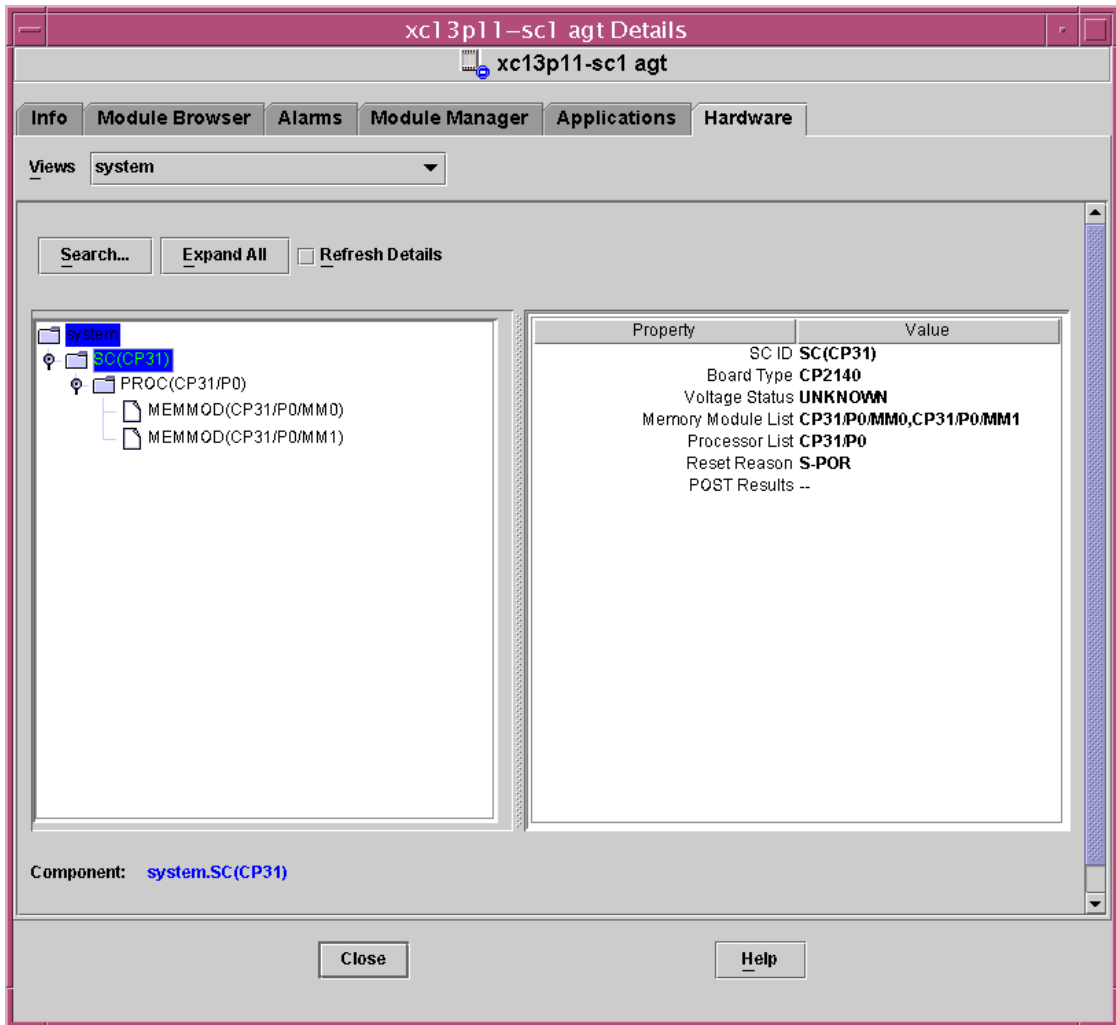 xc13p11–sc1 agt Details
xc13p11-sc1 agt
Info Module Browser Alarms Module Manager Applications Hardware
Views system
Search... Expand All Refresh Details
system
SC(CP31)
PROC(CP31/P0)
MEMMOD(CP31/P0/MM0)
MEMMOD(CP31/P0/MM1)
Property Value
SC ID SC(CP31)
Board Type CP2140
Voltage Status UNKNOWN
Memory Module List CP31/P0/MM0,CP31/P0/MM1
Processor List CP31/P0
Reset Reason S-POR
POST Results --
Component: system.SC(CP31)
Close Help